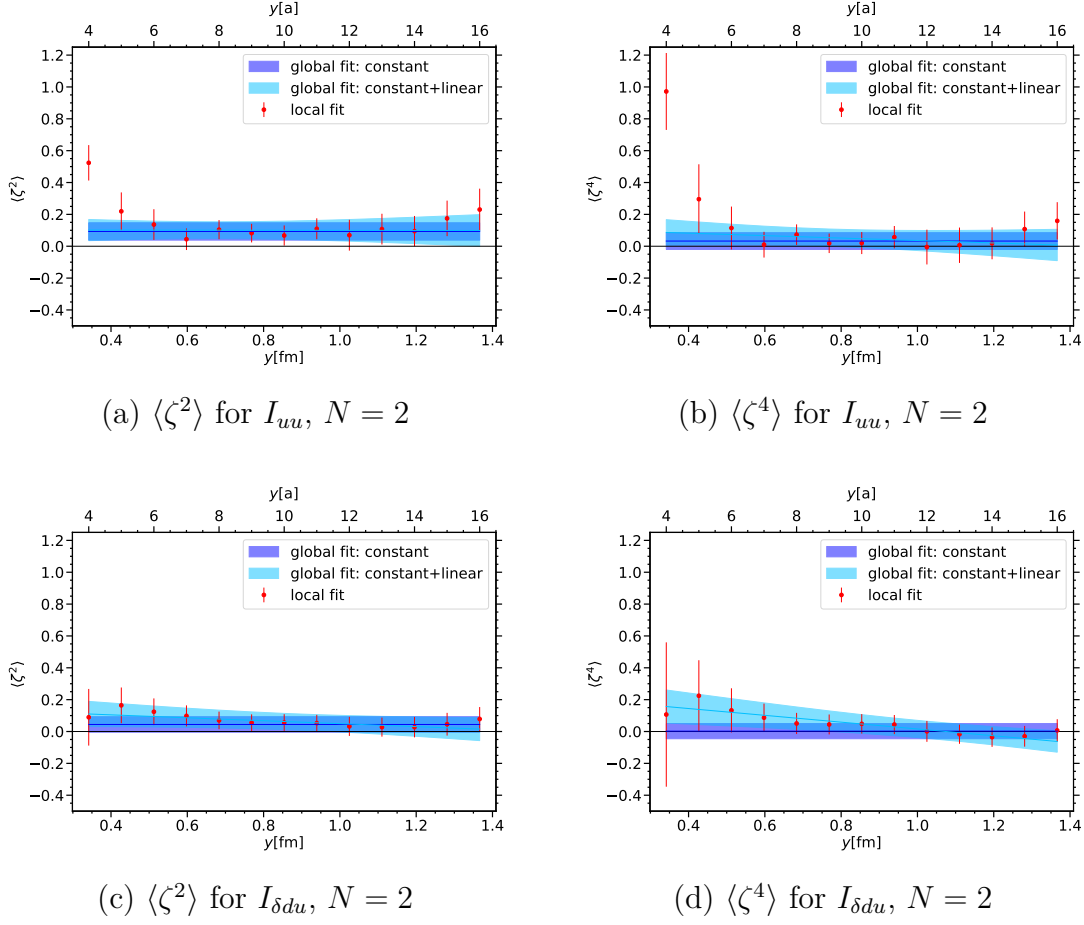 y[a]
4 6 8 10 12 14 16
1.2
1.0
0.8
0.6
0.4
0.2
0.0
−0.2
−0.4
⟨ζ²⟩
global fit: constant
global fit: constant+linear
local fit
0.4 0.6 0.8 1.0 1.2 1.4
y[fm]
(a) ⟨ζ²⟩ for I_{uu}, N = 2
y[a]
4 6 8 10 12 14 16
1.2
1.0
0.8
0.6
0.4
0.2
0.0
−0.2
−0.4
⟨ζ⁴⟩
global fit: constant
global fit: constant+linear
local fit
0.4 0.6 0.8 1.0 1.2 1.4
y[fm]
(b) ⟨ζ⁴⟩ for I_{uu}, N = 2
y[a]
4 6 8 10 12 14 16
1.2
1.0
0.8
0.6
0.4
0.2
0.0
−0.2
−0.4
⟨ζ²⟩
global fit: constant
global fit: constant+linear
local fit
0.4 0.6 0.8 1.0 1.2 1.4
y[fm]
(c) ⟨ζ²⟩ for I_{δdu}, N = 2
y[a]
4 6 8 10 12 14 16
1.2
1.0
0.8
0.6
0.4
0.2
0.0
−0.2
−0.4
⟨ζ⁴⟩
global fit: constant
global fit: constant+linear
local fit
0.4 0.6 0.8 1.0 1.2 1.4
y[fm]
(d) ⟨ζ⁴⟩ for I_{δdu}, N = 2